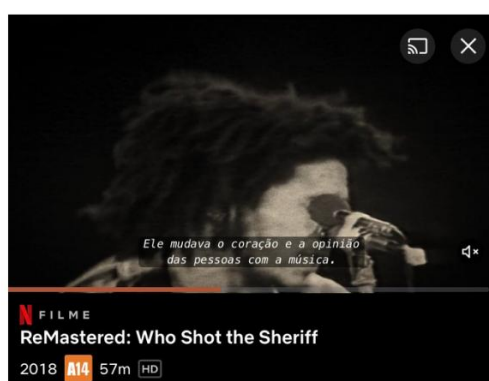 Ele mudava o coração e a opinião
das pessoas com a música.
N FILME
ReMastered: Who Shot the Sheriff
2018 A14 57m HD